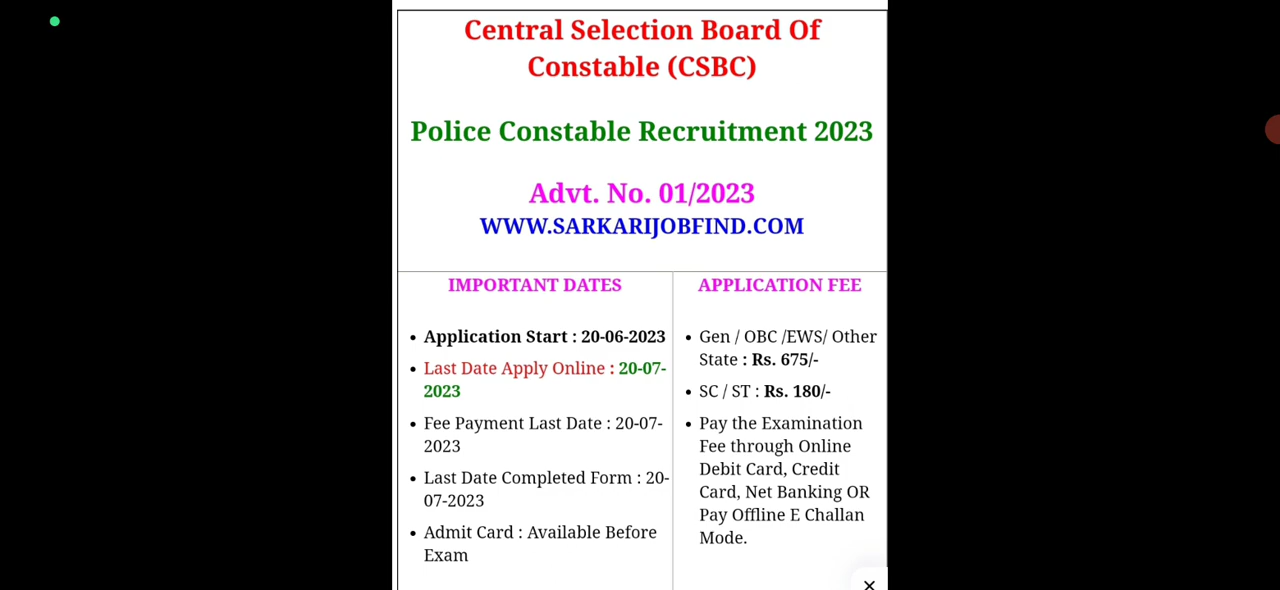 Central Selection Board Of
Constable (CSBC)
Police Constable Recruitment 2023
Advt. No. 01/2023
WWW.SARKARIJOBFIND.COM
IMPORTANT DATES
• Application Start : 20-06-2023
• Last Date Apply Online : 20-07-
2023
• Fee Payment Last Date : 20-07-
2023
• Last Date Completed Form : 20-
07-2023
• Admit Card : Available Before
Exam
APPLICATION FEE
• Gen / OBC /EWS/ Other
State : Rs. 675/-
• SC / ST : Rs. 180/-
• Pay the Examination
Fee through Online
Debit Card, Credit
Card, Net Banking OR
Pay Offline E Challan
Mode.